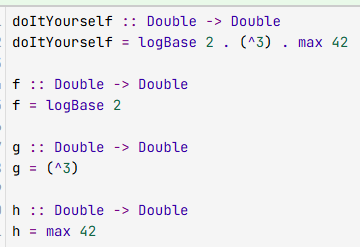 doItYourself :: Double -> Double
doItYourself = logBase 2 . (^3) . max 42
f :: Double -> Double
f = logBase 2
g :: Double -> Double
g = (^3)
h :: Double -> Double
h = max 42